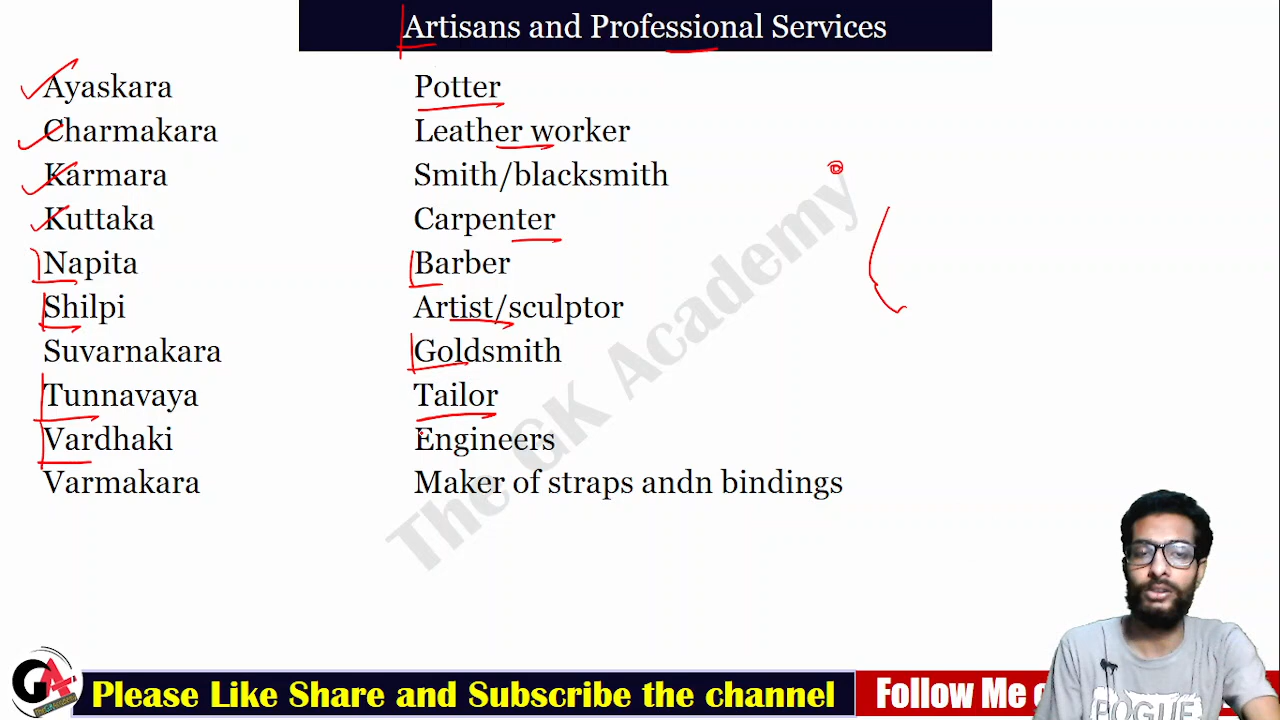 Artisans and Professional Services
Ayaskara Potter
Charmakara Leather worker
Karmara Smith/blacksmith
Kuttaka Carpenter
Napita Barber
Shilpi Artist/sculptor
Suvarnakara Goldsmith
Tunnavaya Tailor
Vardhaki Engineers
Varmakara Maker of straps andn bindings
The GK Academy
Please Like Share and Subscribe the channel
Follow Me